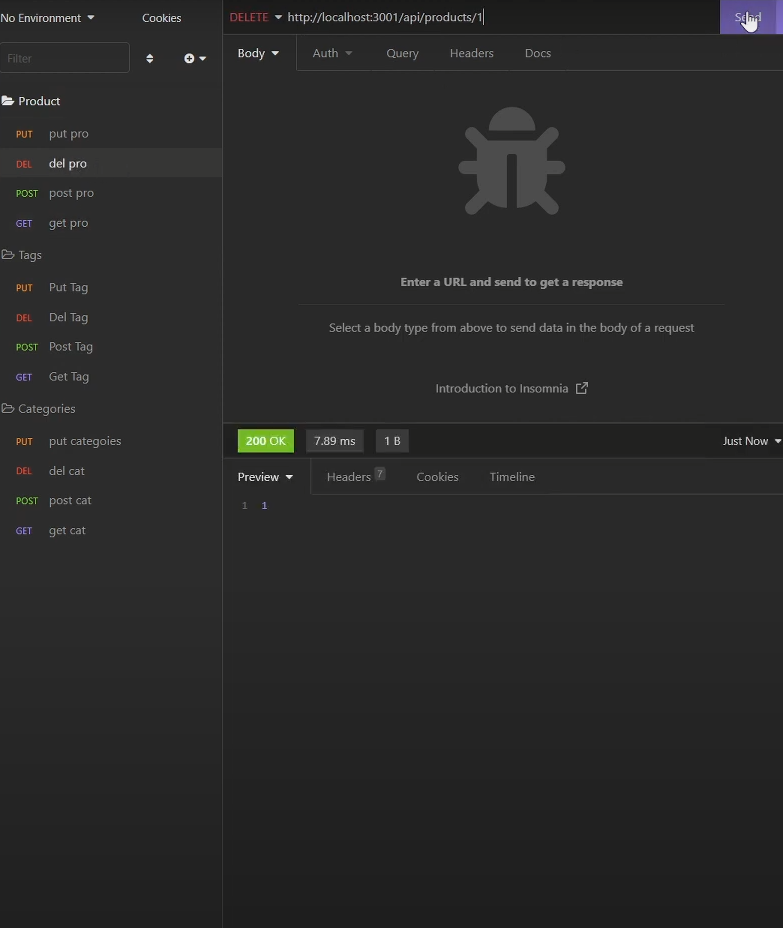 No Environment
Cookies
DELETE http://localhost:3001/api/products/1
Send
Filter
Body
Auth
Query
Headers
Docs
Product
PUT put pro
DEL del pro
POST post pro
GET get pro
Tags
PUT Put Tag
DEL Del Tag
POST Post Tag
GET Get Tag
Categories
PUT put categoies
DEL del cat
POST post cat
GET get cat
Enter a URL and send to get a response
Select a body type from above to send data in the body of a request
Introduction to Insomnia
200 OK
7.89 ms
1 B
Just Now
Preview
Headers 7
Cookies
Timeline
1 1